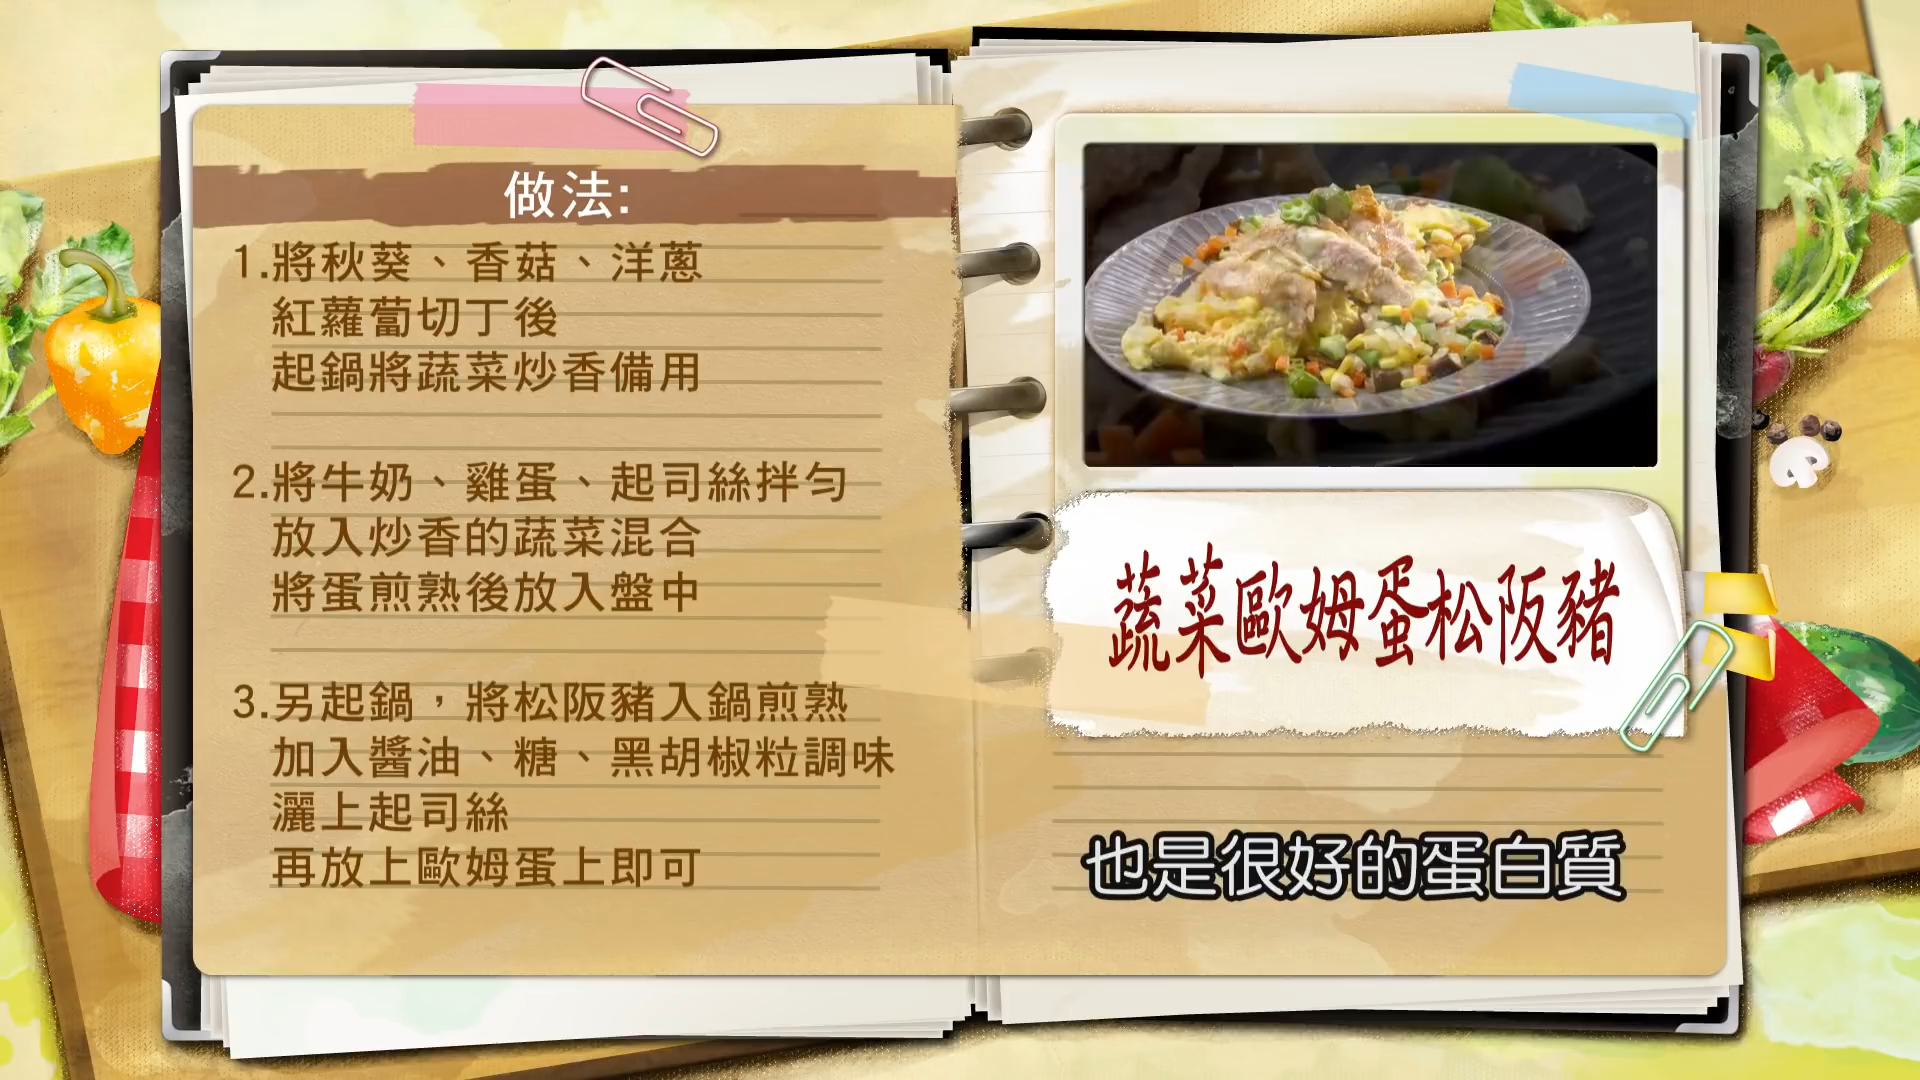 做法:
1.將秋葵、香菇、洋蔥
紅蘿蔔切丁後
起鍋將蔬菜炒香備用
2.將牛奶、雞蛋、起司絲拌勻
放入炒香的蔬菜混合
將蛋煎熟後放入盤中
3.另起鍋，將松阪豬入鍋煎熟
加入醬油、糖、黑胡椒粒調味
灑上起司絲
再放上歐姆蛋上即可
蔬菜歐姆蛋松阪豬
也是很好的蛋白質